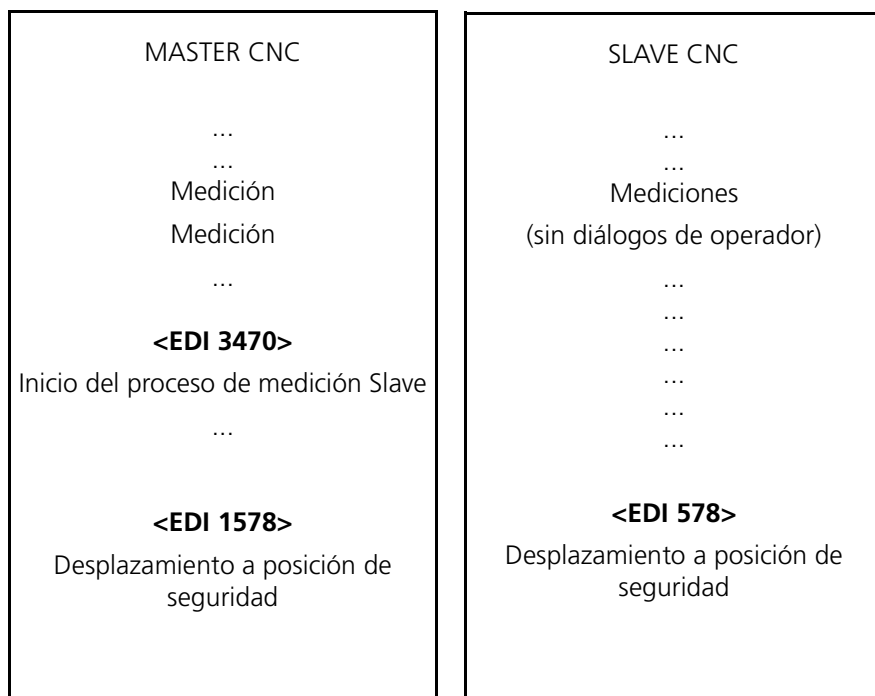 MASTER CNC
...
...
Medición
Medición
...
<EDI 3470>
Inicio del proceso de medición Slave
...
<EDI 1578>
Desplazamiento a posición de
seguridad
SLAVE CNC
...
...
Mediciones
(sin diálogos de operador)
...
...
...
...
...
...
<EDI 578>
Desplazamiento a posición de
seguridad